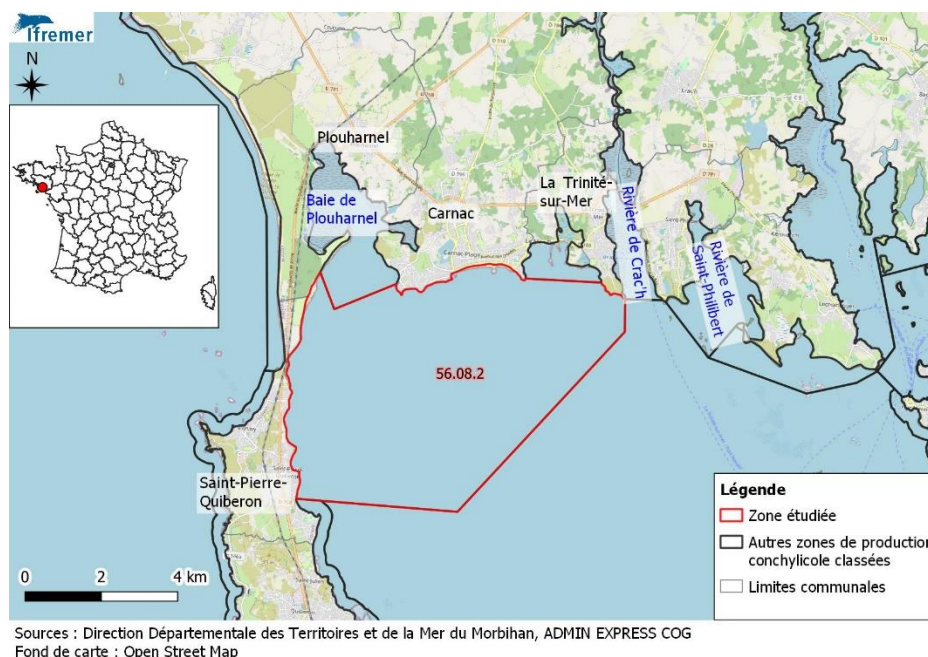 Ifremer
N
Plouharnel
Baie de
Plouharnel
Carnac
La Trinité-
sur-Mer
Rivière de Crac'h
Rivière de
Saint-Philibert
Crac'h
56.08.2
Saint-Pierre-
Quiberon
0 2 4 km
Légende
Zone étudiée
Autres zones de production
conchylicole classées
Limites communales
Sources : Direction Départementale des Territoires et de la Mer du Morbihan, ADMIN EXPRESS COG
Fond de carte : Open Street Map